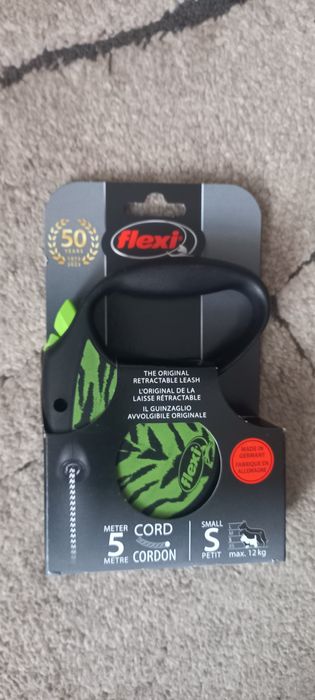 50
YEARS
1973
2023
flexi
THE ORIGINAL
RETRACTABLE LEASH
L'ORIGINAL DE LA
LAISSE RÉTRACTABLE
IL GUINZAGLIO
AVVOLGIBILE ORIGINALE
flexi
MADE IN
GERMANY
FABRIQUÉ EN
ALLEMAGNE
METER
5
METRE
CORD
CORDON
SMALL
S
PETIT
max. 12 kg